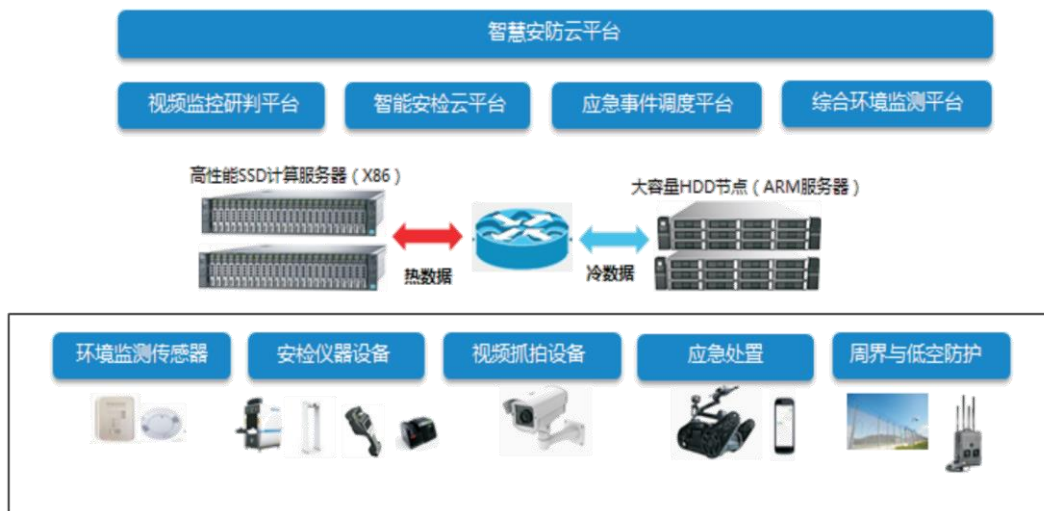 智慧安防云平台
视频监控研判平台
智能安检云平台
应急事件调度平台
综合环境监测平台
高性能SSD计算服务器（X86）
大容量HDD节点（ARM服务器）
热数据
冷数据
环境监测传感器
安检仪器设备
视频抓拍设备
应急处置
周界与低空防护